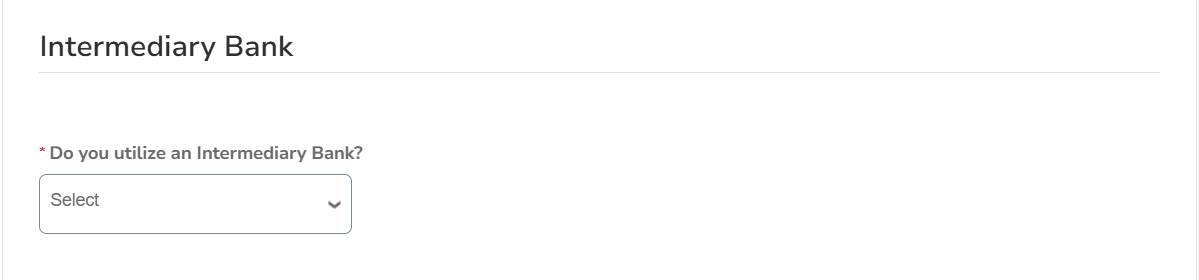 Intermediary Bank
* Do you utilize an Intermediary Bank?
Select